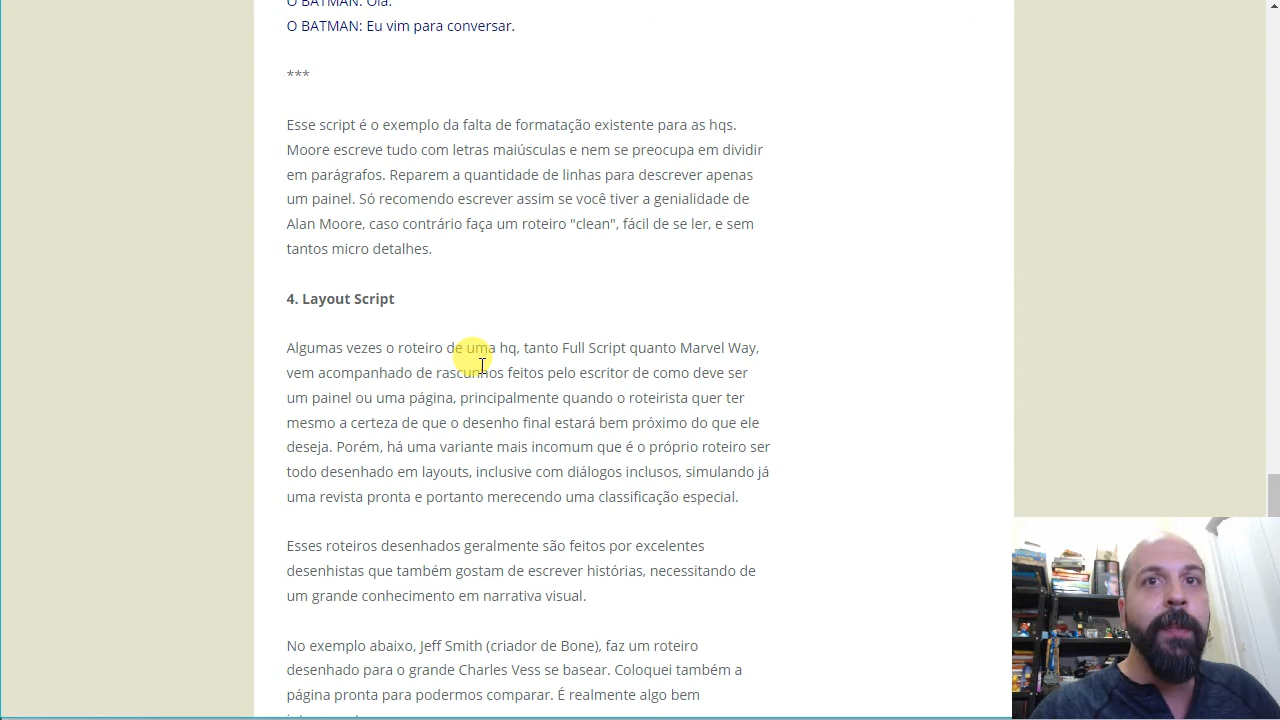 O BATMAN: Olá.
O BATMAN: Eu vim para conversar.
***
Esse script é o exemplo da falta de formatação existente para as hqs.
Moore escreve tudo com letras maiúsculas e nem se preocupa em dividir
em parágrafos. Reparem a quantidade de linhas para descrever apenas
um painel. Só recomendo escrever assim se você tiver a genialidade de
Alan Moore, caso contrário faça um roteiro "clean", fácil de se ler, e sem
tantos micro detalhes.
4. Layout Script
Algumas vezes o roteiro de uma hq, tanto Full Script quanto Marvel Way,
vem acompanhado de rascunhos feitos pelo escritor de como deve ser
um painel ou uma página, principalmente quando o roteirista quer ter
mesmo a certeza de que o desenho final estará bem próximo do que ele
deseja. Porém, há uma variante mais incomum que é o próprio roteiro ser
todo desenhado em layouts, inclusive com diálogos inclusos, simulando já
uma revista pronta e portanto merecendo uma classificação especial.
Esses roteiros desenhados geralmente são feitos por excelentes
desenhistas que também gostam de escrever histórias, necessitando de
um grande conhecimento em narrativa visual.
No exemplo abaixo, Jeff Smith (criador de Bone), faz um roteiro
desenhado para o grande Charles Vess se basear. Coloquei também a
página pronta para podermos comparar. É realmente algo bem